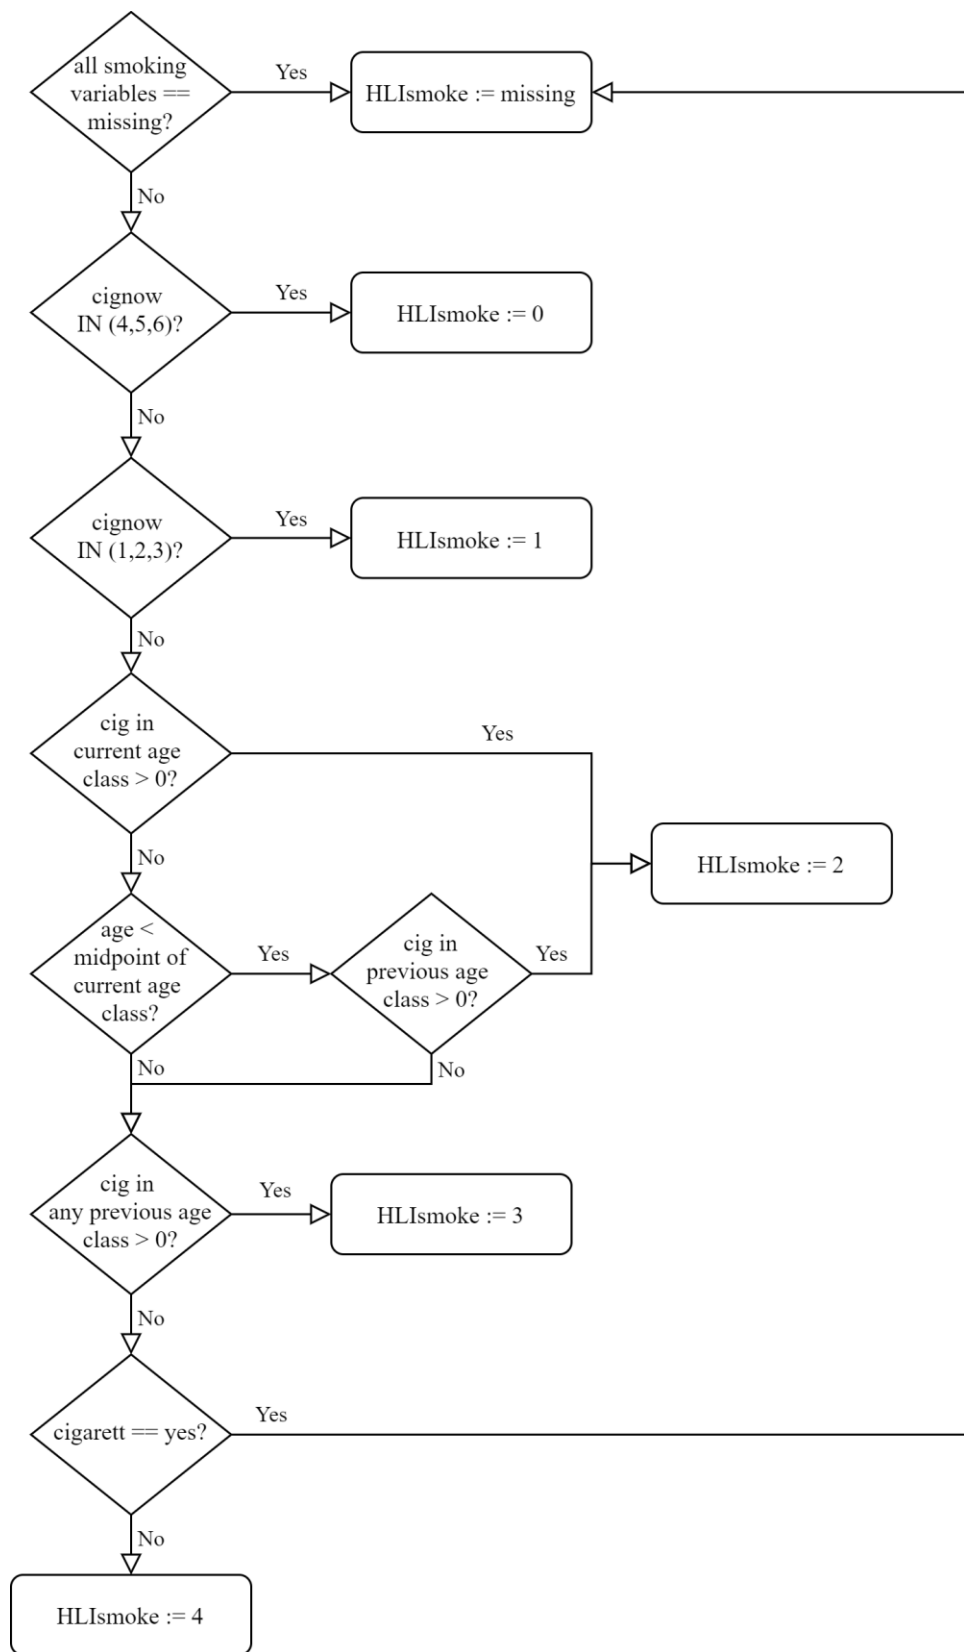 all smoking
variables ==
missing?
Yes
HLIsmoke := missing
No
cignow
IN (4,5,6)?
Yes
HLIsmoke := 0
No
cignow
IN (1,2,3)?
Yes
HLIsmoke := 1
No
cig in
current age
class > 0?
Yes
HLIsmoke := 2
No
age <
midpoint of
current age
class?
Yes
cig in
previous age
class > 0?
Yes
No
No
cig in
any previous age
class > 0?
Yes
HLIsmoke := 3
No
cigarett == yes?
Yes
No
HLIsmoke := 4